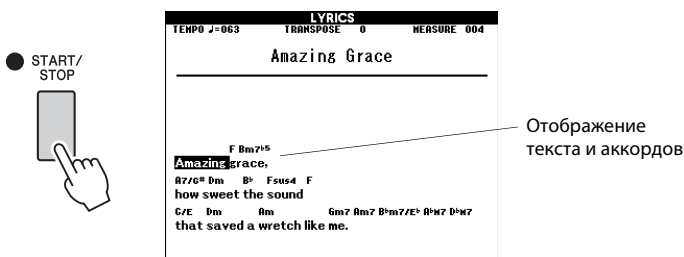 START/
STOP
LYRICS
TEMPO ♩=063 TRANSPOSE 0 MEASURE 004
Amazing Grace
F Bm7♭5
Amazing grace,
A7/C# Dm B♭ Fsus4 F
how sweet the sound
C/E Dm Am Gm7 Am7 B♭m7/E♭ A♭M7 D♭M7
that saved a wretch like me.
Отображение
текста и аккордов